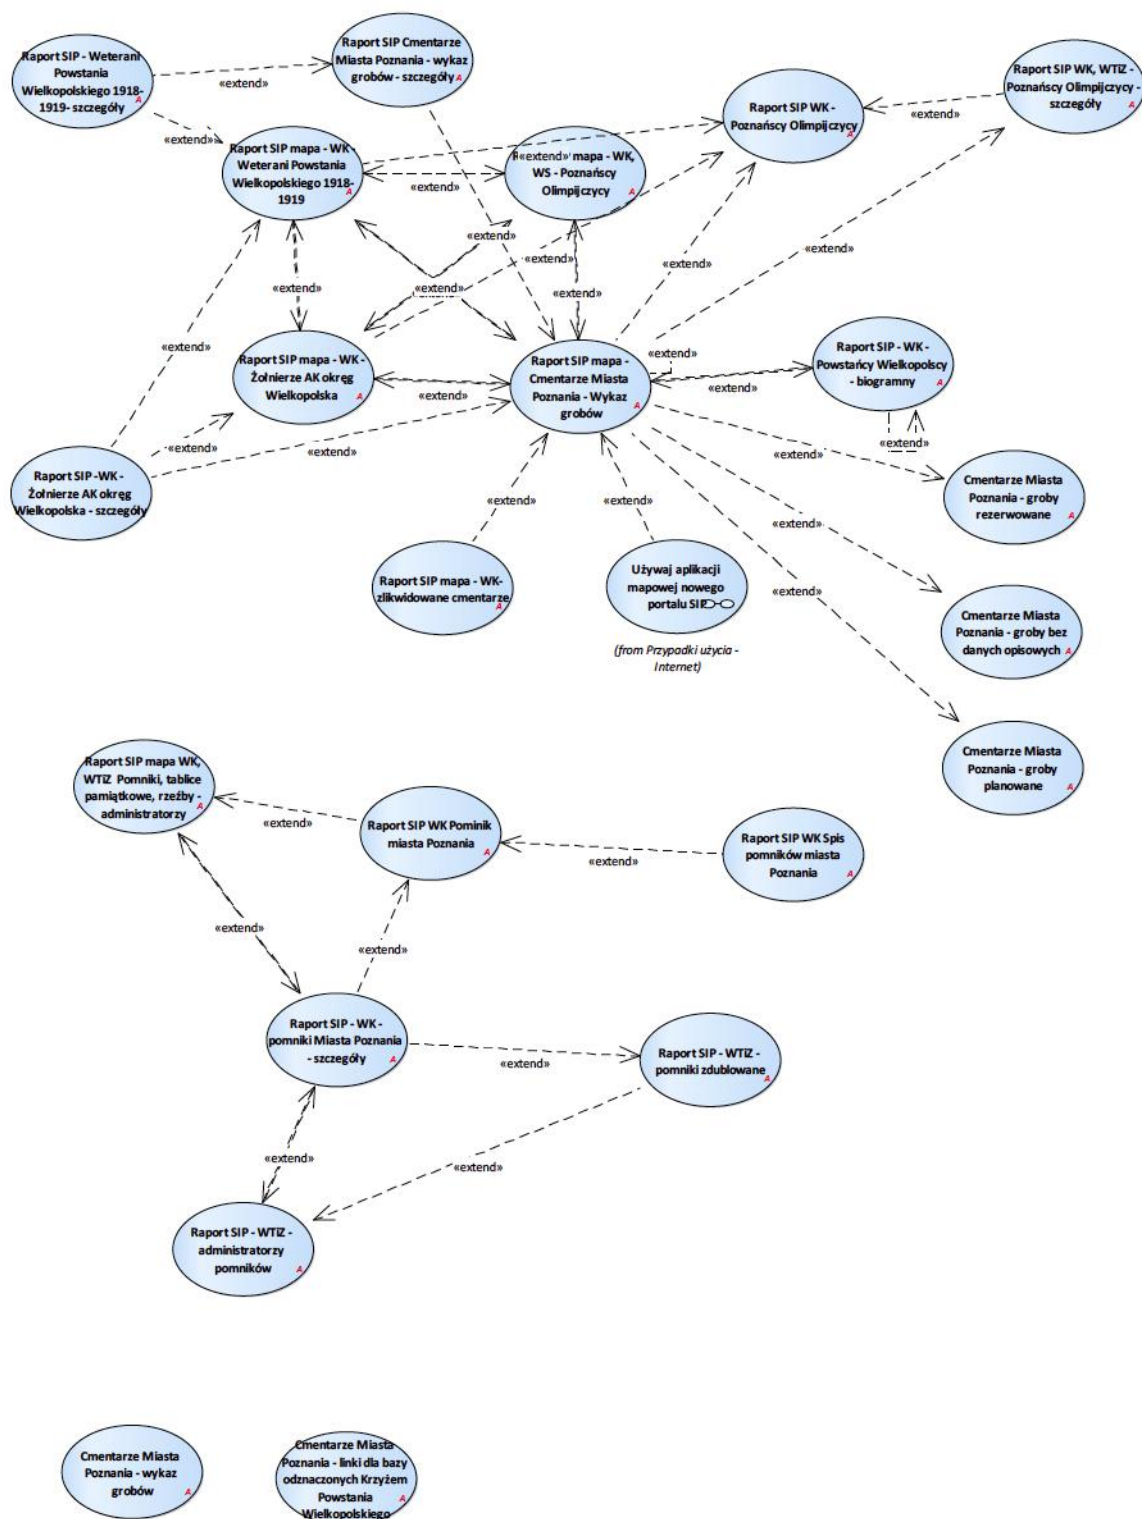 Raport SIP - Weterani
Powstania
Wielkopolskiego 1918-
1919- szczegóły
A
Raport SIP Cmentarze
Miasta Poznania - wykaz
grobów - szczegóły
A
Raport SIP WK -
Poznańscy Olimpijczycy
A
Raport SIP WK, WTiZ -
Poznańscy Olimpijczycy -
szczegóły
A
«extend»
«extend»
«extend»
Raport SIP mapa - WK -
Weterani Powstania
Wielkopolskiego 1918-
1919
A
«extend»
mapa - WK,
WS - Poznańscy
Olimpijczycy
A
«extend»
«extend»
«extend»
«extend»
«extend»
«extend»
«extend»
«extend»
«extend»
«extend»
Raport SIP mapa - WK -
Żołnierze AK okręg
Wielkopolska
A
Raport SIP mapa -
Cmentarze Miasta
Poznania - Wykaz
grobów
A
«extend»
Raport SIP - WK -
Powstańcy Wielkopolscy
- biogramny
A
«extend»
«extend»
«extend»
«extend»
«extend»
«extend»
Raport SIP -WK -
Żołnierze AK okręg
Wielkopolska - szczegóły
A
Cmentarze Miasta
Poznania - groby
rezerwowane
A
«extend»
«extend»
«extend»
Raport SIP mapa - WK-
zlikwidowane cmentarze
A
Używaj aplikacji
mapowej nowego
portalu SIP
(from Przypadki użycia -
Internet)
«extend»
Cmentarze Miasta
Poznania - groby bez
danych opisowych
A
Cmentarze Miasta
Poznania - groby
planowane
A
Raport SIP mapa WK,
WTiZ Pomniki, tablice
pamiątkowe, rzeźby -
administratorzy
A
«extend»
Raport SIP WK Pominik
miasta Poznania
A
«extend»
Raport SIP WK Spis
pomników miasta
Poznania
A
«extend»
«extend»
Raport SIP - WK -
pomniki Miasta Poznania
- szczegóły
A
«extend»
Raport SIP - WTiZ -
pomniki zdublowane
A
«extend»
«extend»
Raport SIP - WTiZ -
administratorzy
pomników
A
Cmentarze Miasta
Poznania - wykaz
grobów
A
Cmentarze Miasta
Poznania - linki dla bazy
odznaczonych Krzyżem
Powstania
Wielkopolskiego
A